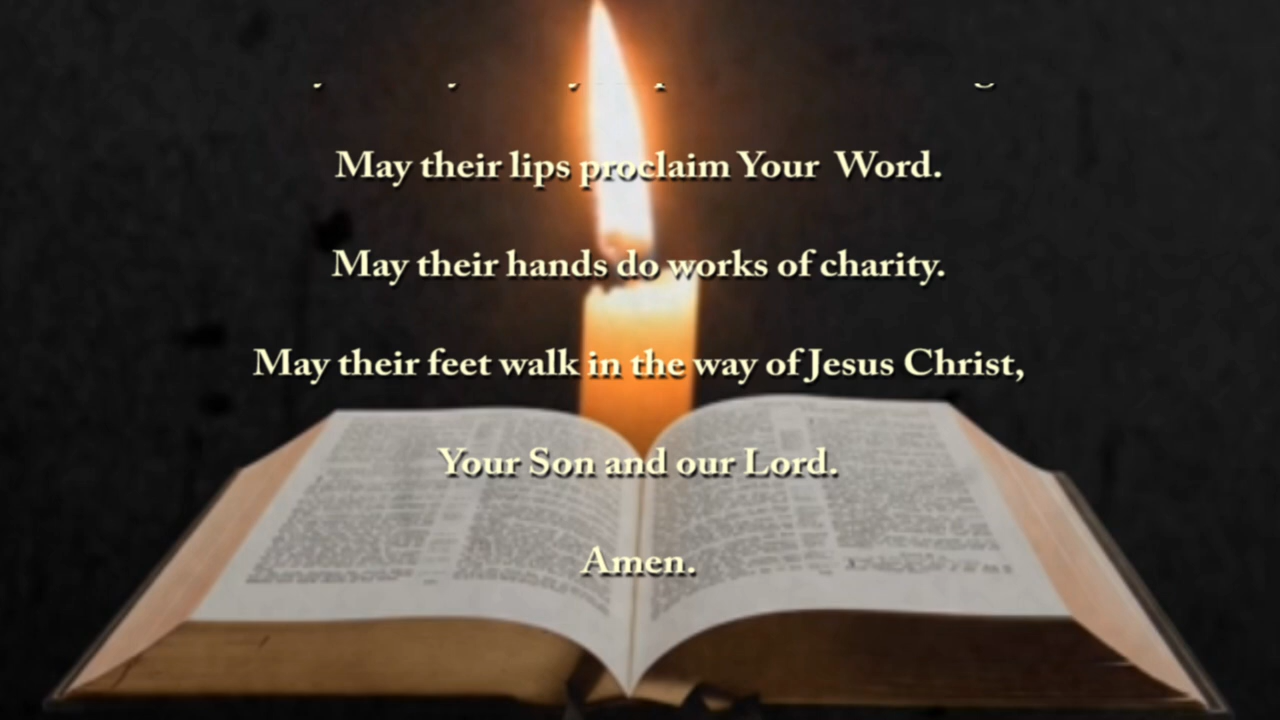 May their lips proclaim Your Word.
May their hands do works of charity.
May their feet walk in the way of Jesus Christ,
Your Son and our Lord.
Amen.